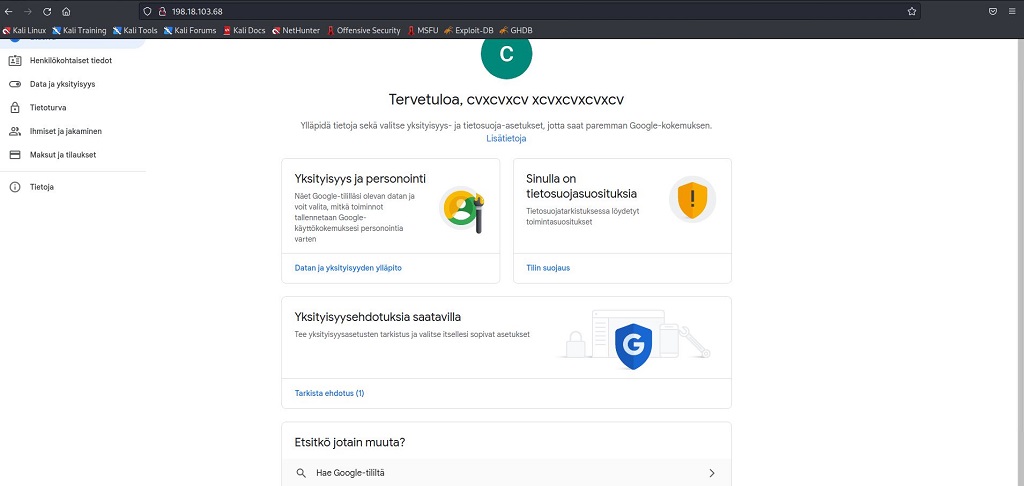 198.18.103.68
Kali Linux Kali Training Kali Tools Kali Forums Kali Docs NetHunter Offensive Security MSFU Exploit-DB GHDB
Henkilökohtaiset tiedot
Data ja yksityisyys
Tietoturva
Ihmiset ja jakaminen
Maksut ja tilaukset
Tietoja
C
Tervetuloa, cvxcvxcv xcvxcvxcvxcv
Ylläpidä tietoja sekä valitse yksityisyys- ja tietosuoja-asetukset, jotta saat paremman Google-kokemuksen.
Lisätietoja
Yksityisyys ja personointi
Näet Google-tililläsi olevan datan ja
voit valita, mitkä toiminnot
tallennetaan Google-
käyttökokemuksesi personointia
varten
Datan ja yksityisyyden ylläpito
Sinulla on
tietosuojasuosituksia
Tietosuojatarkistuksessa löydetyt
toimintasuositukset
Tilin suojaus
Yksityisyysehdotuksia saatavilla
Tee yksityisyysasetusten tarkistus ja valitse itsellesi sopivat asetukset
G
Tarkista ehdotus (1)
Etsitkö jotain muuta?
Hae Google-tililtä